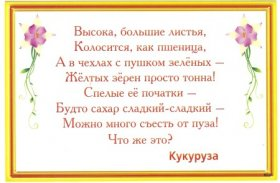 Высока, большие листья,
Колосится, как пшеница,
А в чехлах с пушком зелёных –
Жёлтых зёрен просто тонна!
Спелые её початки –
Будто сахар сладкий-сладкий –
Можно много съесть от пуза!
Что же это?
Кукуруза